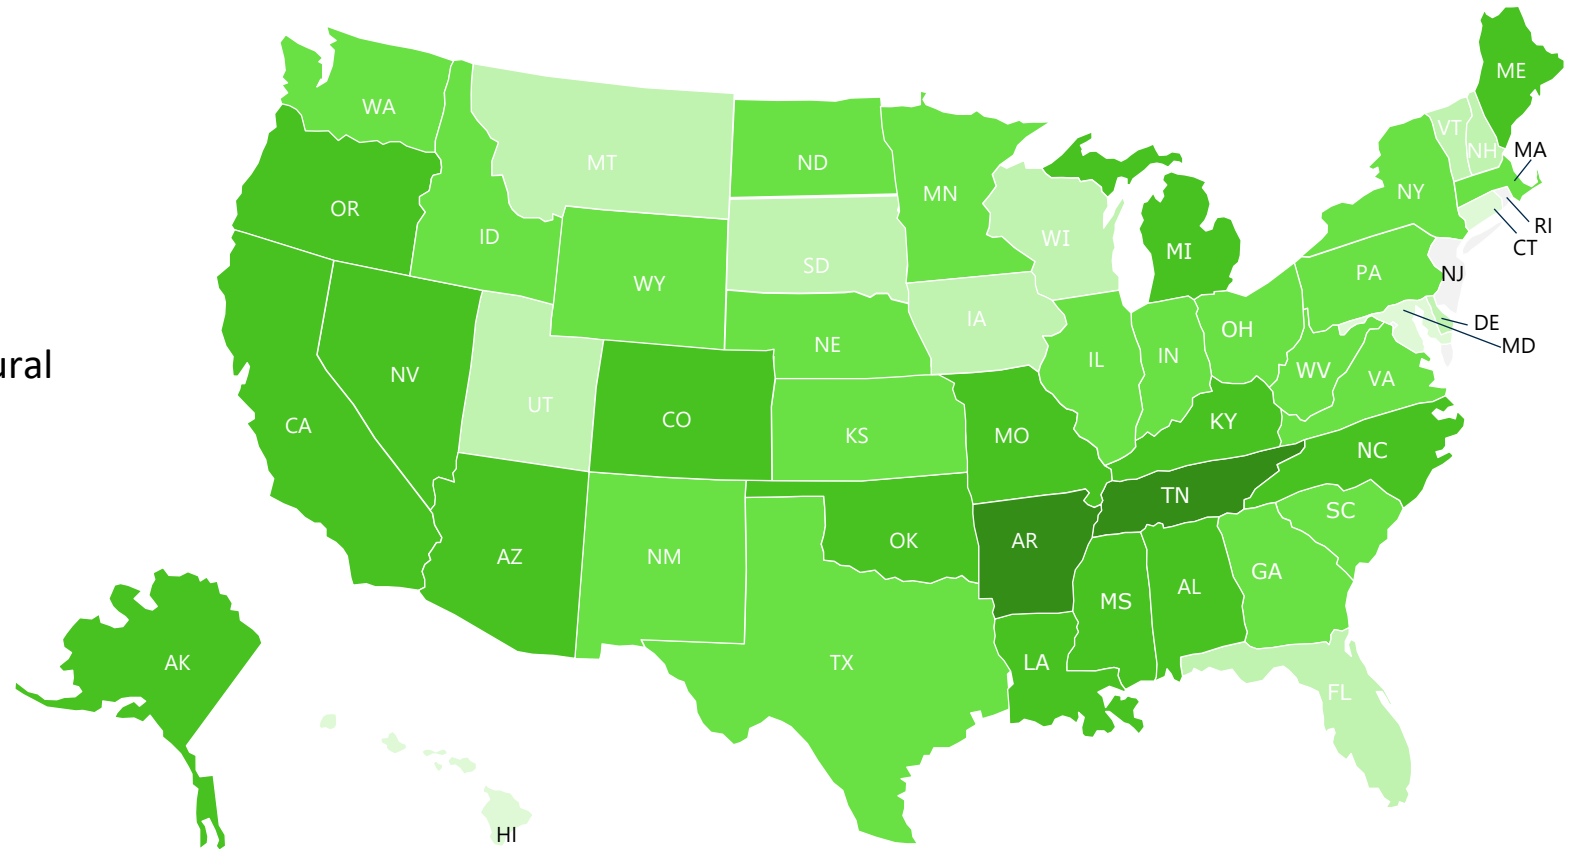 ural
WA
OR
CA
NV
ID
MT
WY
UT
CO
AZ
NM
ND
SD
NE
KS
OK
TX
MN
IA
MO
AR
LA
WI
IL
MI
IN
OH
KY
TN
MS
AL
GA
FL
SC
NC
VA
WV
PA
NY
VT
NH
ME
MA
RI
CT
NJ
DE
MD
AK
HI